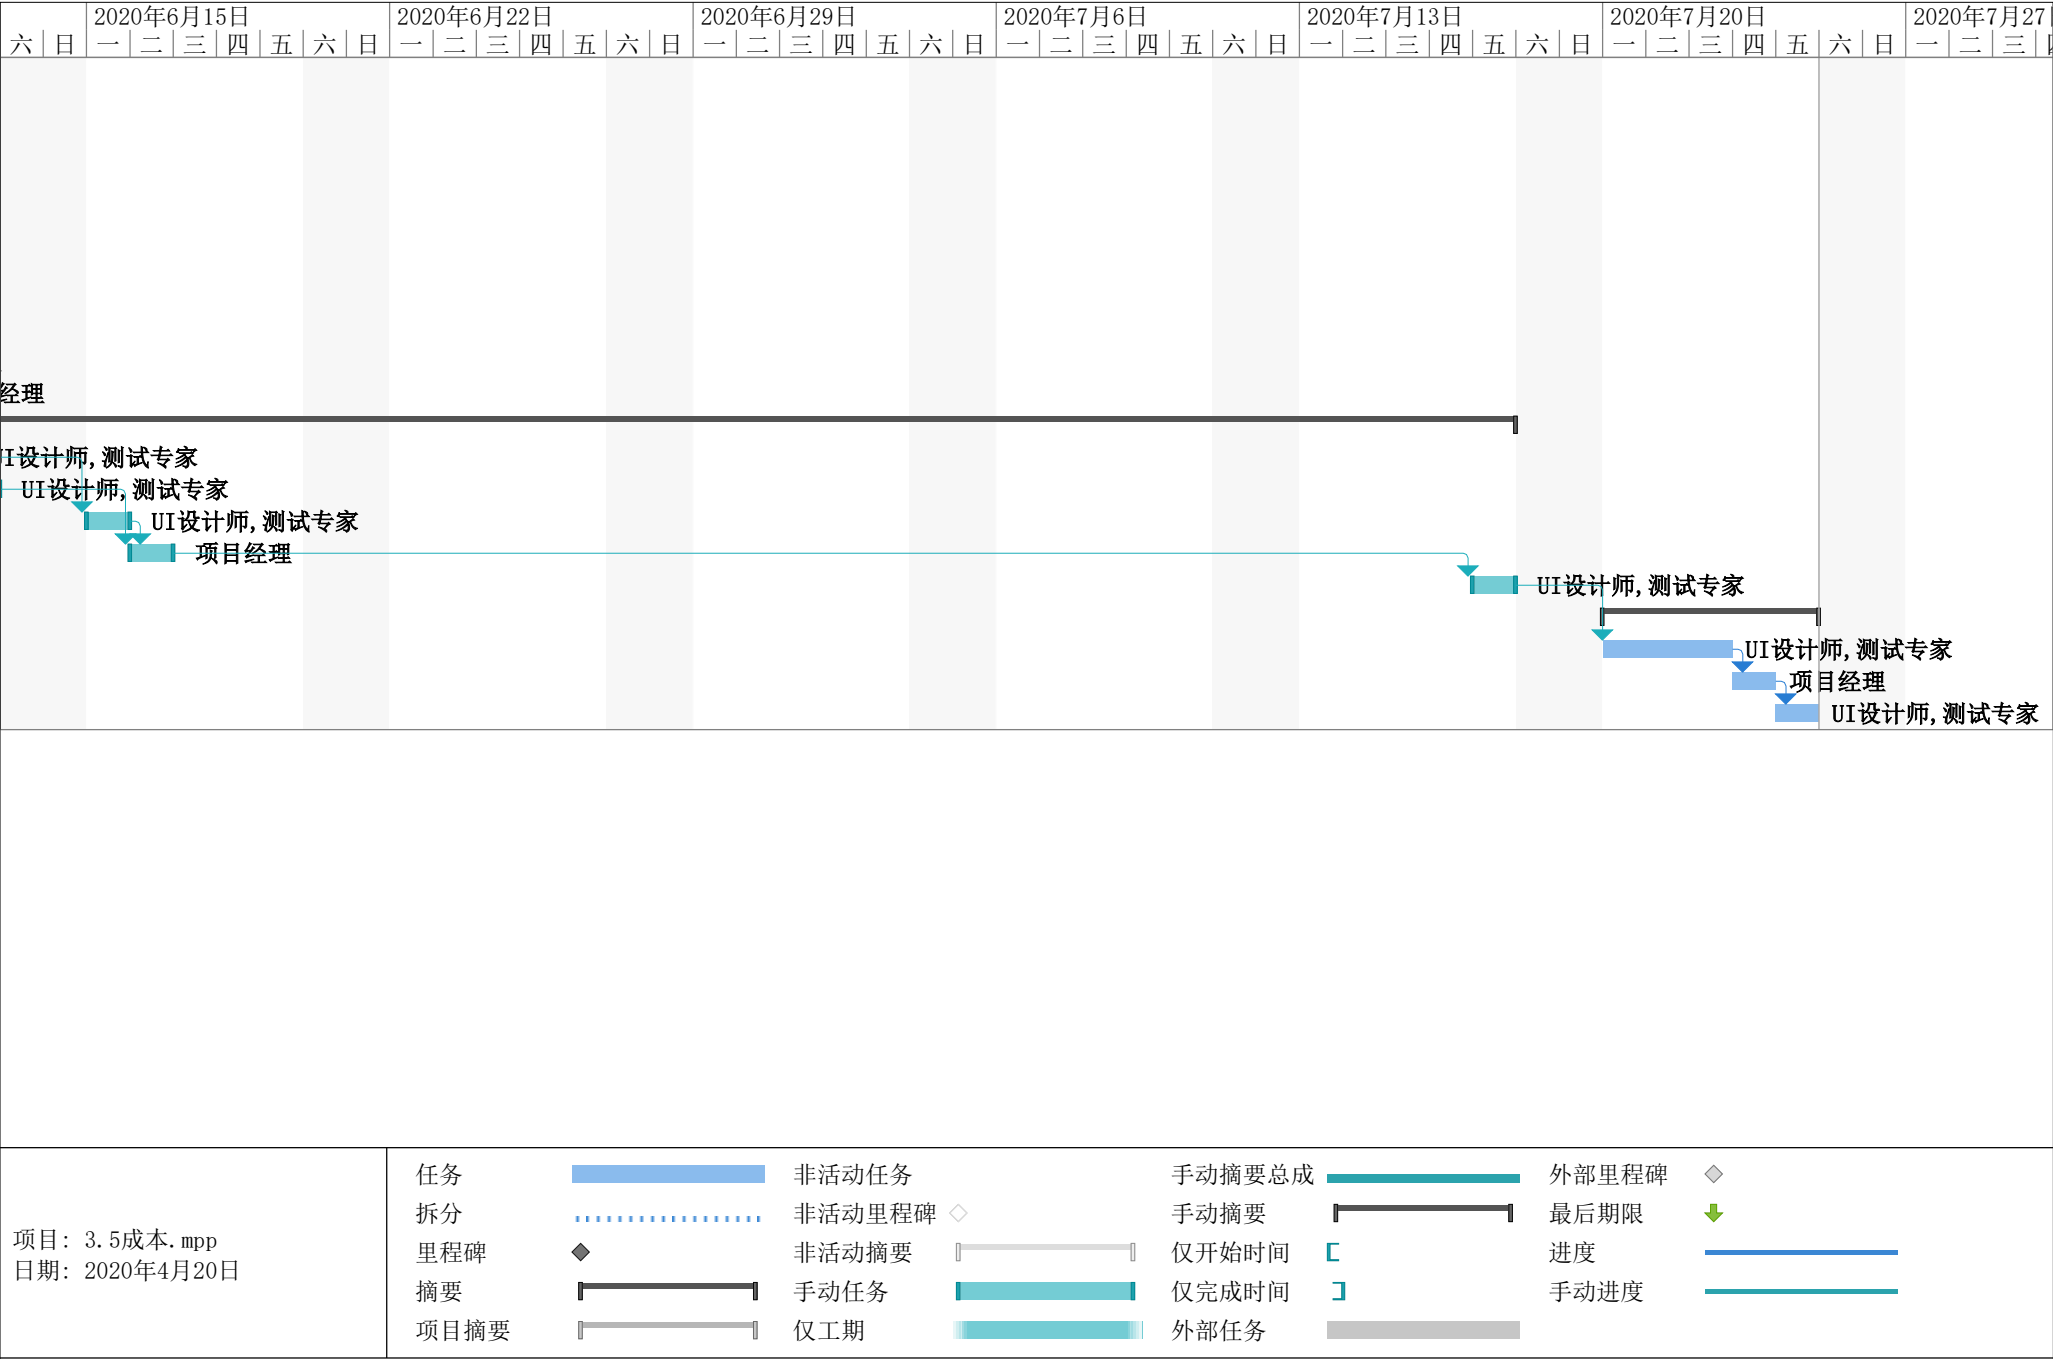 2020年6月15日 2020年6月22日 2020年6月29日 2020年7月6日 2020年7月13日 2020年7月20日 2020年7月27
六 日 一 二 三 四 五 六 日 一 二 三 四 五 六 日 一 二 三 四 五 六 日 一 二 三 四 五 六 日 一 二 三 四 五 六 日 一 二 三 四 五 六 日 一 二 三
经理
I设计师,测试专家
UI设计师,测试专家
UI设计师,测试专家
项目经理
UI设计师,测试专家
UI设计师,测试专家
项目经理
UI设计师,测试专家
项目: 3.5成本.mpp
日期: 2020年4月20日
任务
拆分
里程碑
摘要
项目摘要
非活动任务
非活动里程碑
非活动摘要
手动任务
仅工期
手动摘要总成
手动摘要
仅开始时间
仅完成时间
外部任务
外部里程碑
最后期限
进度
手动进度